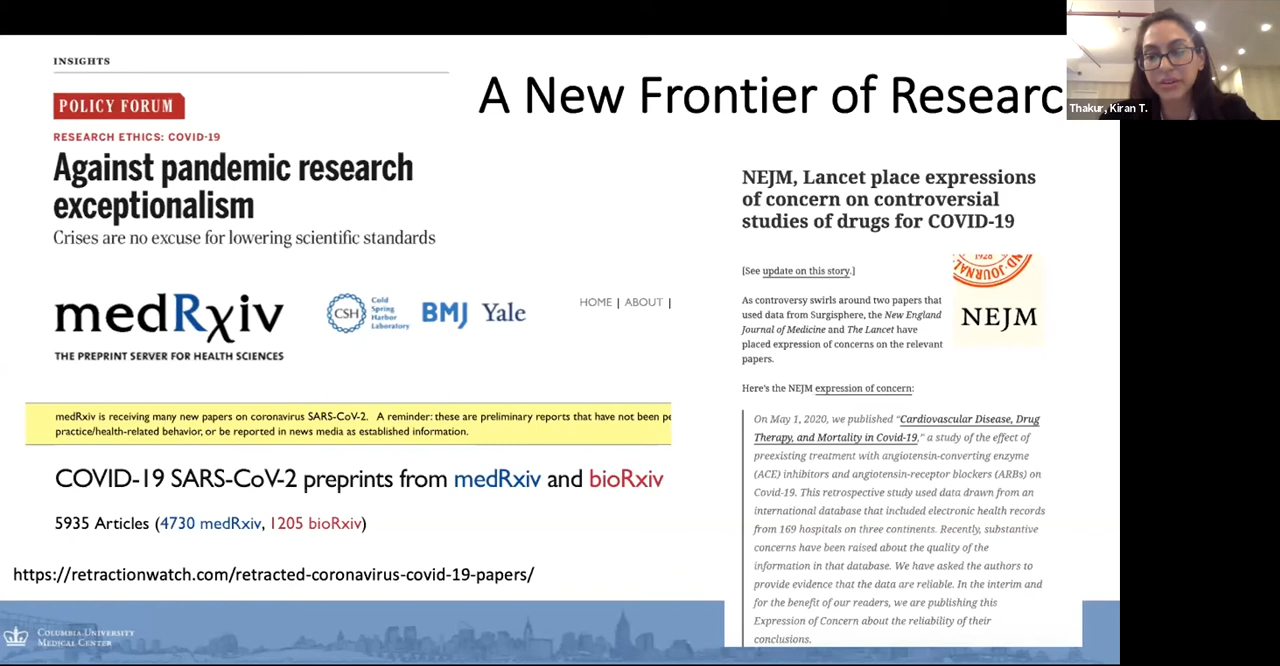 INSIGHTS
POLICY FORUM
RESEARCH ETHICS: COVID-19
Against pandemic research
exceptionalism
Crises are no excuse for lowering scientific standards
A New Frontier of Researc
Thakur, Kiran T.
medRxiv
THE PREPRINT SERVER FOR HEALTH SCIENCES
CSH
Cold
Spring
Harbor
Laboratory
BMJ
Yale
HOME | ABOUT |
medRxiv is receiving many new papers on coronavirus SARS-CoV-2. A reminder: these are preliminary reports that have not been
practice/health-related behavior, or be reported in news media as established information.
COVID-19 SARS-CoV-2 preprints from medRxiv and bioRxiv
5935 Articles (4730 medRxiv, 1205 bioRxiv)
https://retractionwatch.com/retracted-coronavirus-covid-19-papers/
COLUMBIA UNIVERSITY
MEDICAL CENTER
NEJM, Lancet place expressions
of concern on controversial
studies of drugs for COVID-19
[See update on this story.]
As controversy swirls around two papers that
used data from Surgisphere, the New England
Journal of Medicine and The Lancet have
placed expression of concerns on the relevant
papers.
1928
ND JOURNAL
NEJM
Here's the NEJM expression of concern:
On May 1, 2020, we published "Cardiovascular Disease, Drug
Therapy, and Mortality in Covid-19," a study of the effect of
preexisting treatment with angiotensin-converting enzyme
(ACE) inhibitors and angiotensin-receptor blockers (ARBs) on
Covid-19. This retrospective study used data drawn from an
international database that included electronic health records
from 169 hospitals on three continents. Recently, substantive
concerns have been raised about the quality of the
information in that database. We have asked the authors to
provide evidence that the data are reliable. In the interim and
for the benefit of our readers, we are publishing this
Expression of Concern about the reliability of their
conclusions.